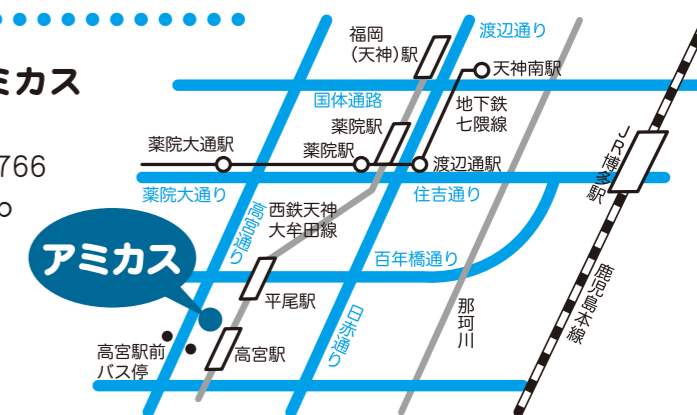 ミカス
766
p
福岡
（天神）駅
渡辺通り
天神南駅
国体通路
地下鉄
七隈線
薬院駅
薬院大通駅
薬院駅
渡辺通駅
JR博多駅
薬院大通り
住吉通り
高宮通り
西鉄天神
大牟田線
アミカス
百年橋通り
平尾駅
日赤通り
那珂川
鹿児島本線
高宮駅前
バス停
高宮駅